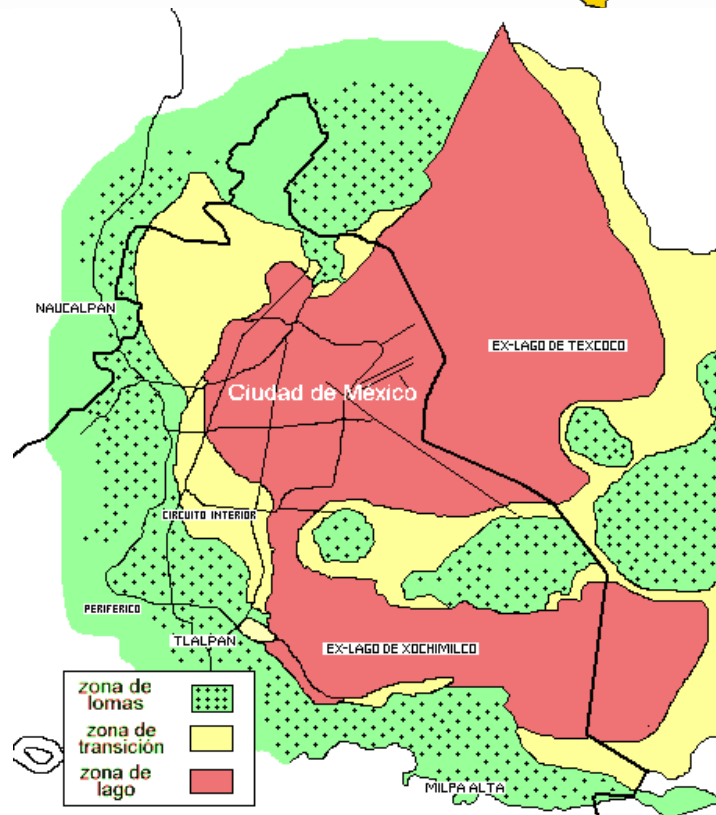 NAUCALPAN
EX-LAGO DE TEXCOCO
Ciudad de México
CIRCUITO INTERIOR
PERIFERICO
TLALPAN
EX-LAGO DE XOCHIMILCO
zona de
lomas
zona de
transición
zona de
lago
MILPA ALTA